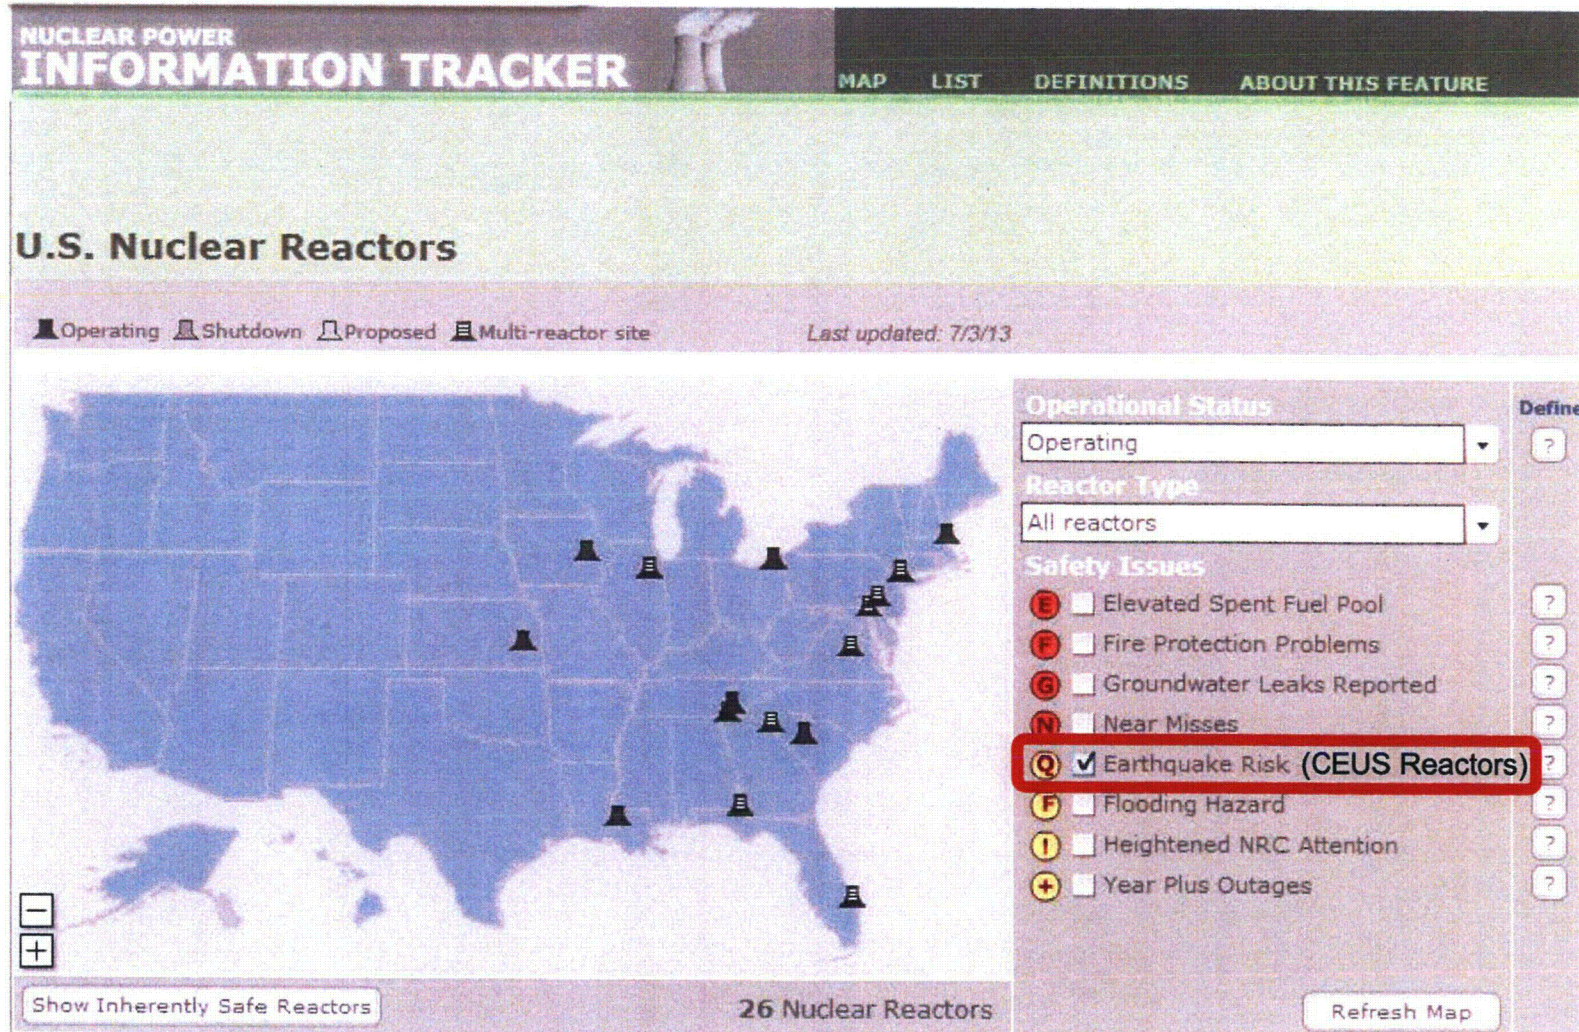 NUCLEAR POWER
INFORMATION TRACKER
MAP LIST DEFINITIONS ABOUT THIS FEATURE
U.S. Nuclear Reactors
Operating Shutdown Proposed Multi-reactor site Last updated: 7/3/13
Operational Status Define
Operating ?
Reactor Type
All reactors
Safety Issues
E Elevated Spent Fuel Pool ?
F Fire Protection Problems ?
G Groundwater Leaks Reported ?
N Near Misses ?
Q Earthquake Risk (CEUS Reactors) ?
F Flooding Hazard ?
! Heightened NRC Attention ?
+ Year Plus Outages ?
−
+
Show Inherently Safe Reactors 26 Nuclear Reactors Refresh Map